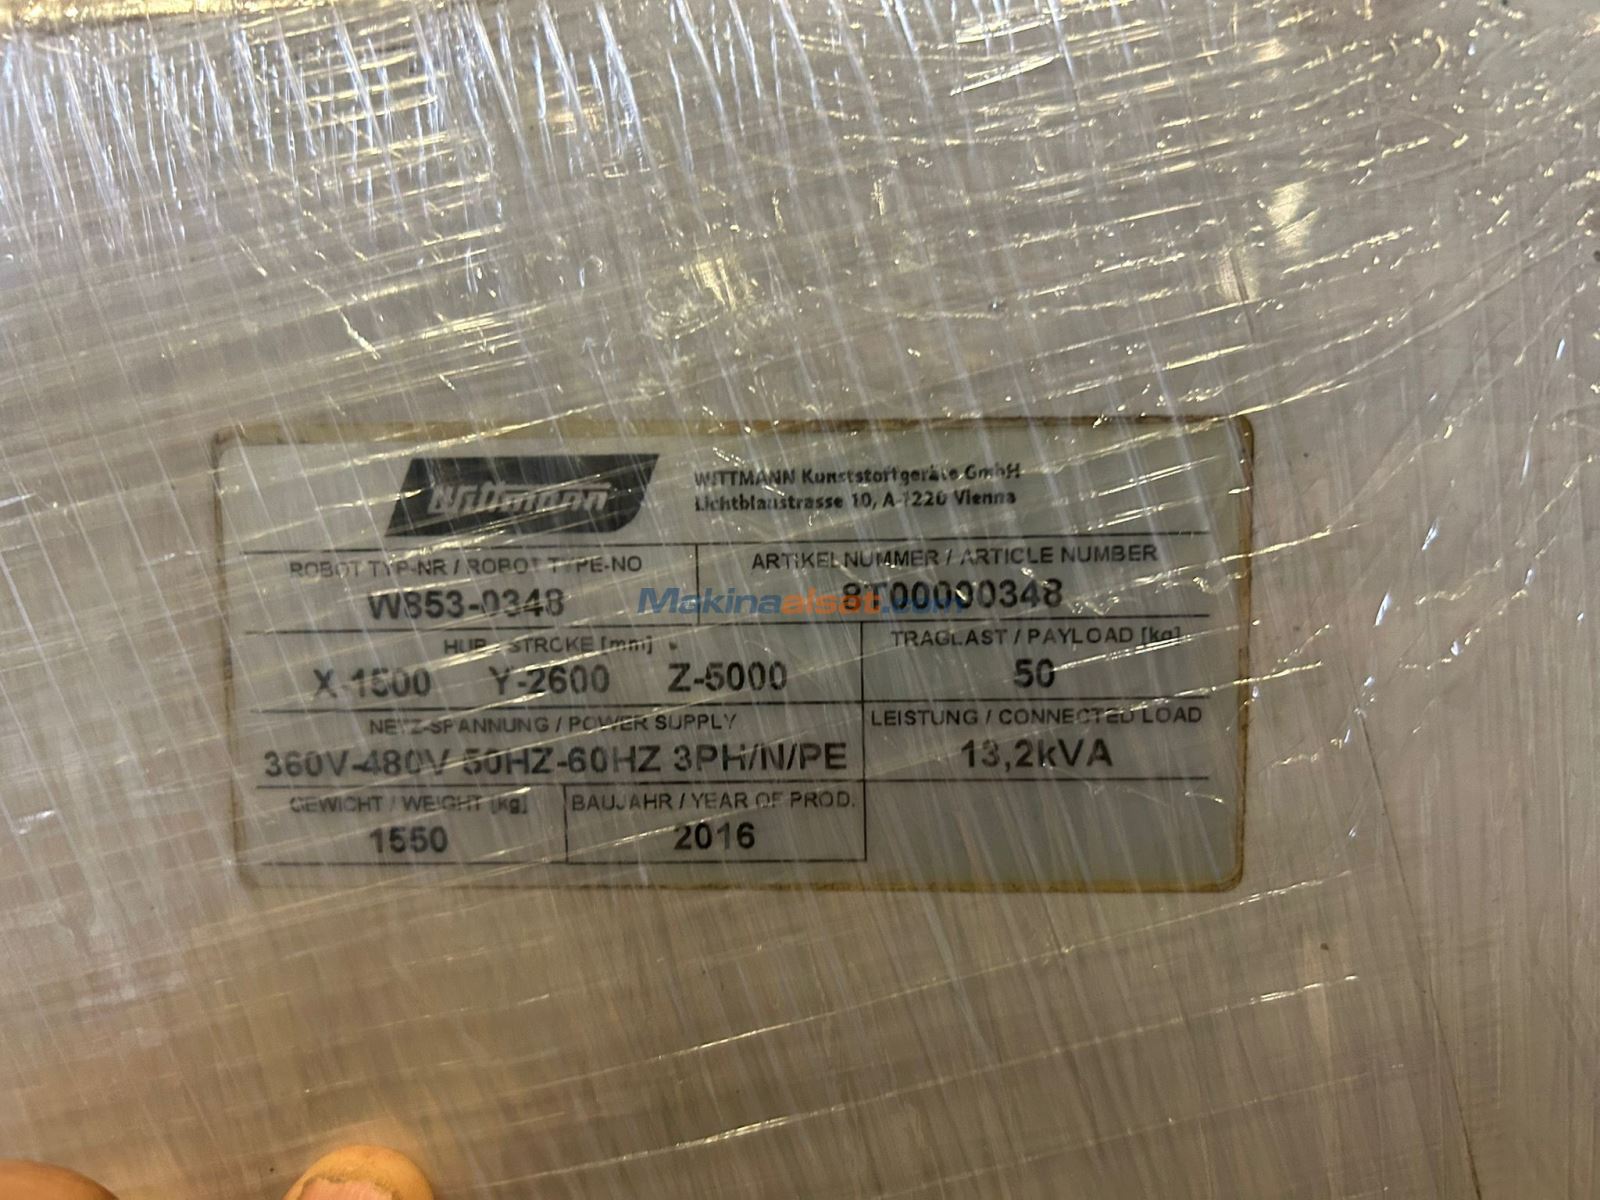 Wittmann
WITTMANN Kunststoffgeräte GmbH
Lichtblaustrasse 10, A-1220 Vienna
ROBOT TYP-NR / ROBOT TYPE-NO
W853-0348
ARTIKELNUMMER / ARTICLE NUMBER
8T00000348
Makinaalsat.com
HUB / STROKE [mm]
X-1500 Y-2600 Z-5000
TRAGLAST / PAYLOAD [kg]
50
NETZ-SPANNUNG / POWER SUPPLY
360V-480V 50HZ-60HZ 3PH/N/PE
LEISTUNG / CONNECTED LOAD
13,2kVA
GEWICHT / WEIGHT [kg]
1550
BAUJAHR / YEAR OF PROD.
2016